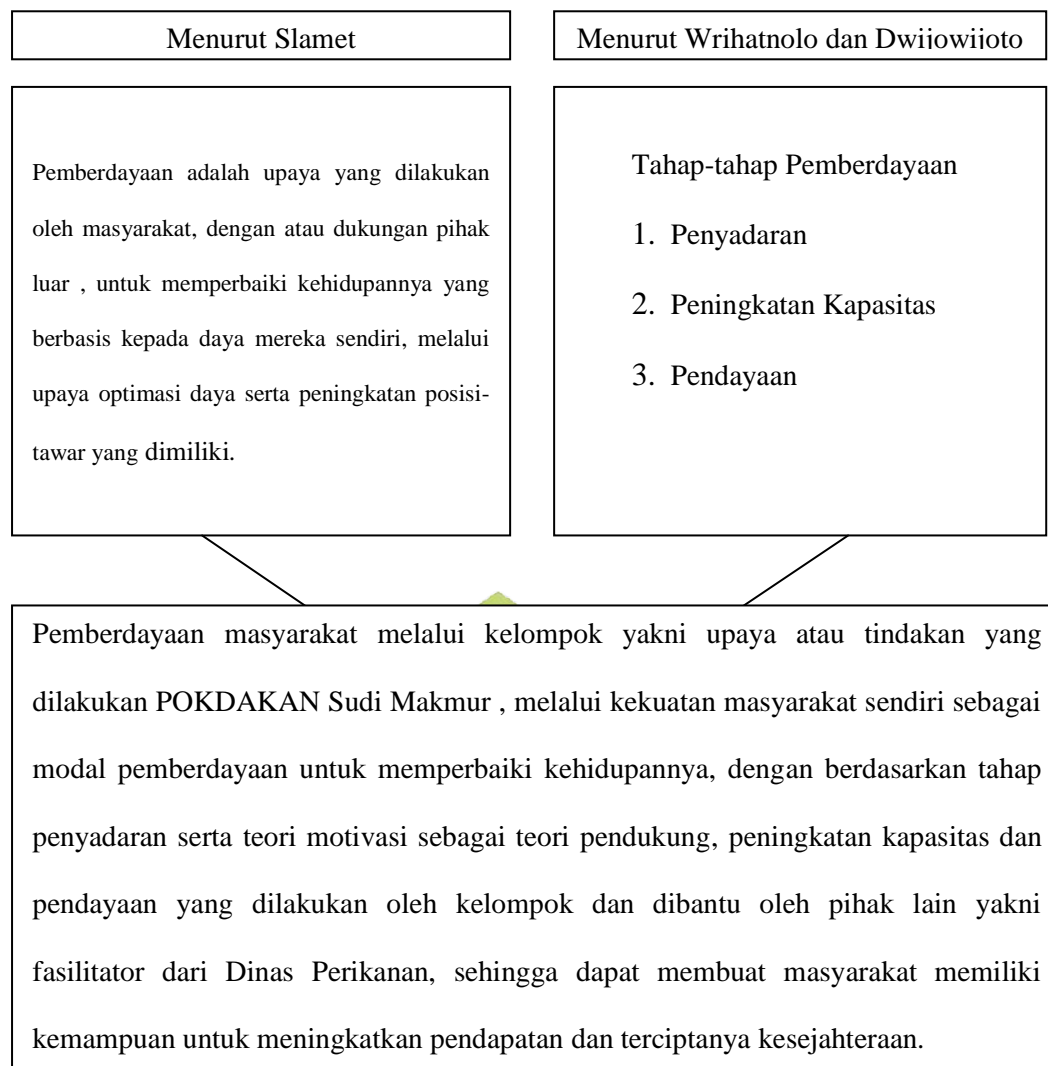 Menurut Slamet
Menurut Wrihatnolo dan Dwijowijoto
Pemberdayaan adalah upaya yang dilakukan
oleh masyarakat, dengan atau dukungan pihak
luar , untuk memperbaiki kehidupannya yang
berbasis kepada daya mereka sendiri, melalui
upaya optimasi daya serta peningkatan posisi-
tawar yang dimiliki.
Tahap-tahap Pemberdayaan
1. Penyadaran
2. Peningkatan Kapasitas
3. Pendayaan
Pemberdayaan masyarakat melalui kelompok yakni upaya atau tindakan yang
dilakukan POKDAKAN Sudi Makmur , melalui kekuatan masyarakat sendiri sebagai
modal pemberdayaan untuk memperbaiki kehidupannya, dengan berdasarkan tahap
penyadaran serta teori motivasi sebagai teori pendukung, peningkatan kapasitas dan
pendayaan yang dilakukan oleh kelompok dan dibantu oleh pihak lain yakni
fasilitator dari Dinas Perikanan, sehingga dapat membuat masyarakat memiliki
kemampuan untuk meningkatkan pendapatan dan terciptanya kesejahteraan.